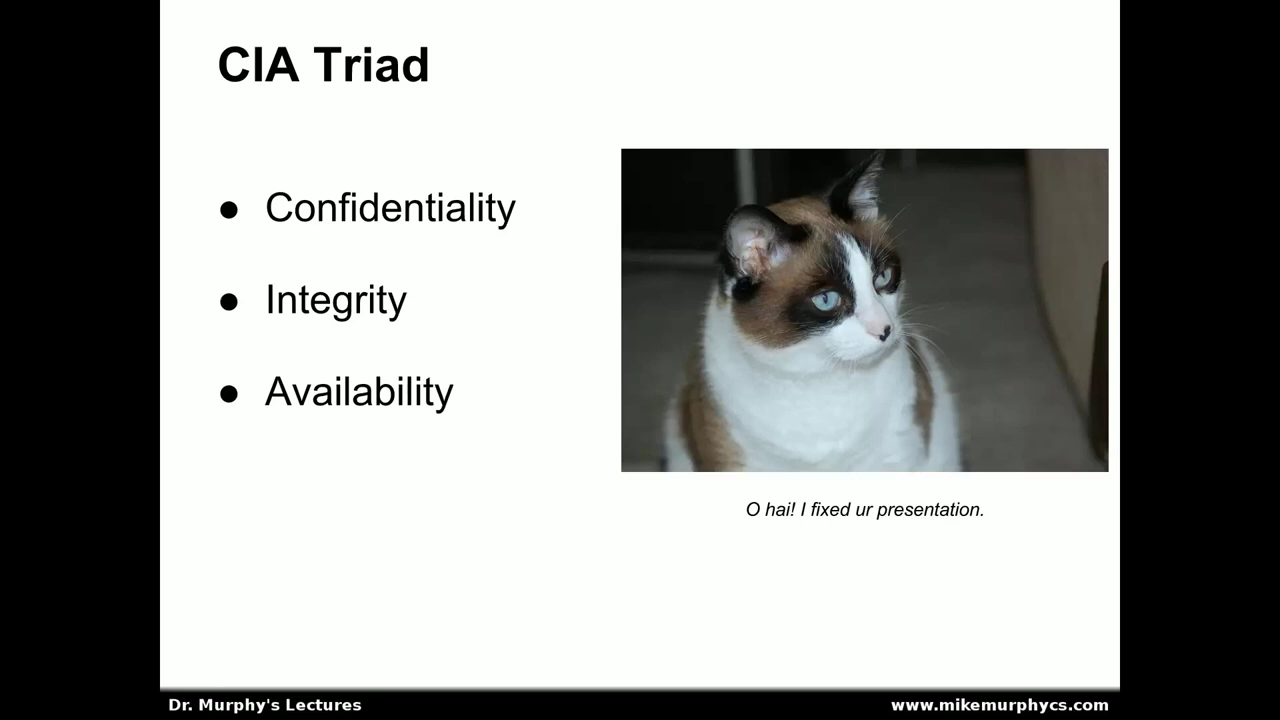 CIA Triad
● Confidentiality
● Integrity
● Availability
O hai! I fixed ur presentation.
Dr. Murphy's Lectures
www.mikemurphycs.com